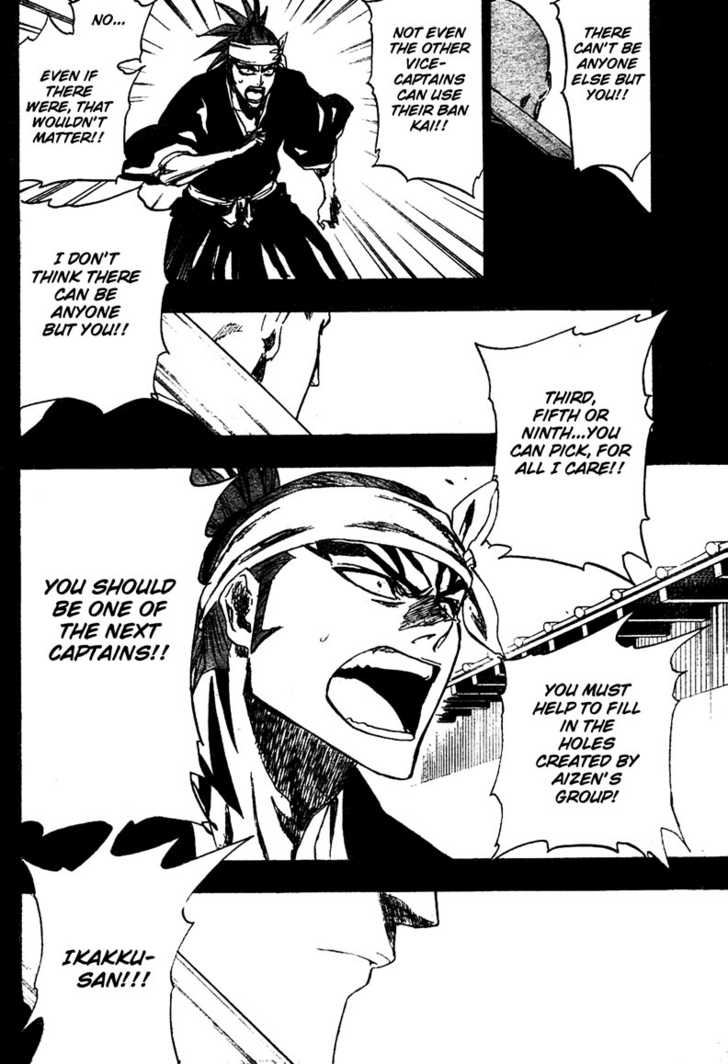 THERE
CAN'T BE
ANYONE
ELSE BUT
YOU!!
NOT EVEN
THE OTHER
VICE-
CAPTAINS
CAN USE
THEIR BAN
KAI!!
NO...
EVEN IF
THERE
WERE, THAT
WOULDN'T
MATTER!!
I DON'T
THINK THERE
CAN BE
ANYONE
BUT YOU!!
THIRD,
FIFTH OR
NINTH...YOU
CAN PICK, FOR
ALL I CARE!!
YOU MUST
HELP TO FILL
IN THE
HOLES
CREATED BY
AIZEN'S
GROUP!
YOU SHOULD
BE ONE OF
THE NEXT
CAPTAINS!!
IKAKKU-
SAN!!!